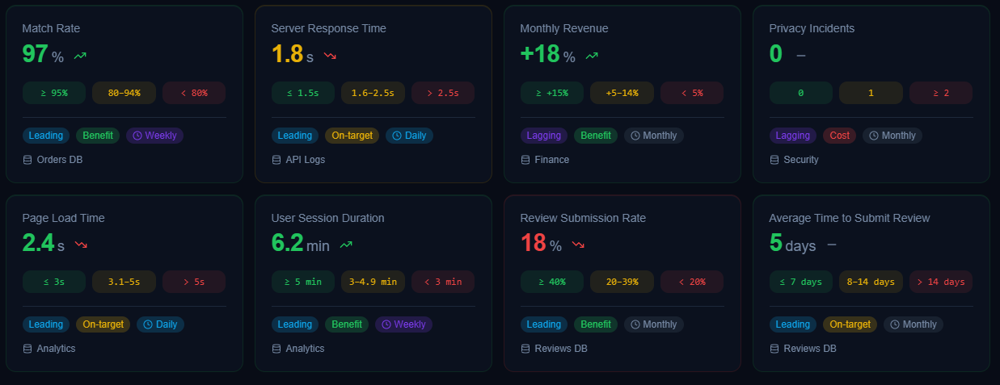 Match Rate
97 %
≥ 95% 80-94% < 80%
Leading Benefit Weekly
Orders DB
Server Response Time
1.8 s
≤ 1.5s 1.6-2.5s > 2.5s
Leading On-target Daily
API Logs
Monthly Revenue
+18 %
≥ +15% +5-14% < 5%
Lagging Benefit Monthly
Finance
Privacy Incidents
0 —
0 1 ≥ 2
Lagging Cost Monthly
Security
Page Load Time
2.4 s
≤ 3s 3.1-5s > 5s
Leading On-target Daily
Analytics
User Session Duration
6.2 min
≥ 5 min 3-4.9 min < 3 min
Leading Benefit Weekly
Analytics
Review Submission Rate
18 %
≥ 40% 20-39% < 20%
Leading Benefit Monthly
Reviews DB
Average Time to Submit Review
5 days —
≤ 7 days 8-14 days > 14 days
Leading On-target Monthly
Reviews DB